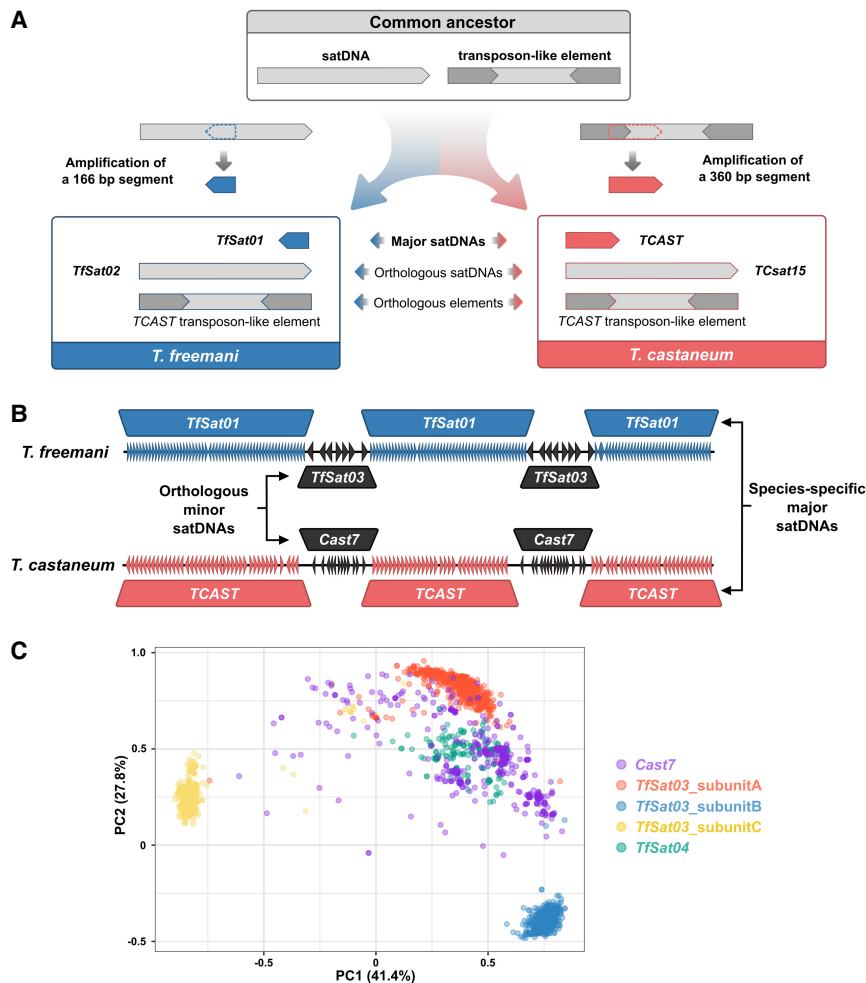 A
Common ancestor
satDNA
transposon-like element
Amplification of
a 166 bp segment
Amplification of
a 360 bp segment
TfSat01
Major satDNAs
TCAST
TfSat02
Orthologous satDNAs
TCsat15
Orthologous elements
TCAST transposon-like element
TCAST transposon-like element
T. freemani
T. castaneum
B
TfSat01
TfSat01
TfSat01
T. freemani
TfSat03
TfSat03
Orthologous
minor
satDNAs
Species-specific
major
satDNAs
Cast7
Cast7
T. castaneum
TCAST
TCAST
TCAST
C
1.0
0.5
0
-0.5
PC2 (27.8%)
-0.5
0
0.5
PC1 (41.4%)
Cast7
TfSat03_subunitA
TfSat03_subunitB
TfSat03_subunitC
TfSat04